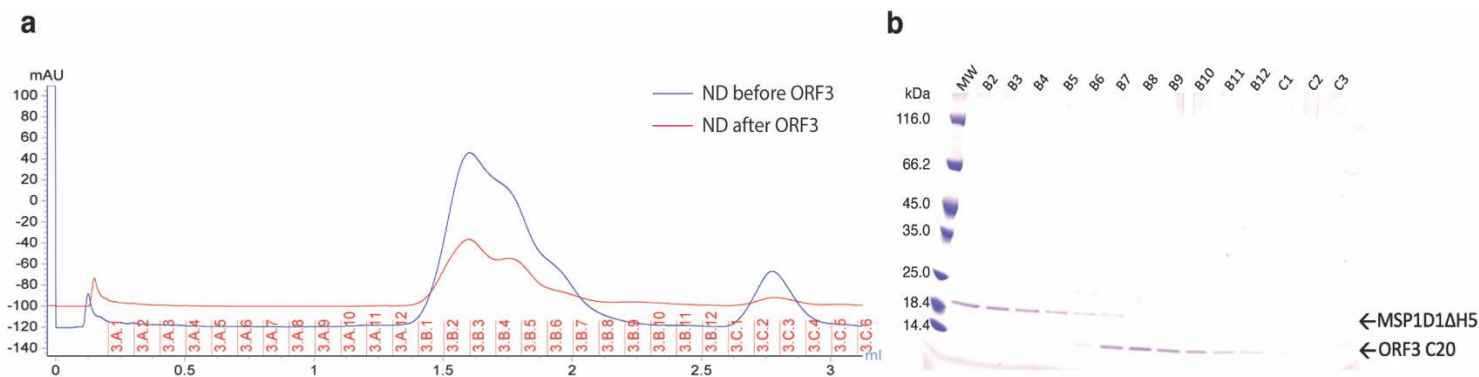 a
mAU
100
80
60
40
20
0
-20
-40
-60
-80
-100
-120
-140
ND before ORF3
ND after ORF3
3.A.1 3.A.2 3.A.3 3.A.4 3.A.5 3.A.6 3.A.7 3.A.8 3.A.9 3.A.10 3.A.11 3.A.12 3.B.1 3.B.2 3.B.3 3.B.4 3.B.5 3.B.6 3.B.7 3.B.8 3.B.9 3.B.10 3.B.11 3.B.12 3.C.1 3.C.2 3.C.3 3.C.4 3.C.5 3.C.6
0 0.5 1 1.5 2 2.5 3 ml
b
MW B2 B3 B4 B5 B6 B7 B8 B9 B10 B11 B12 C1 C2 C3
kDa
116.0
66.2
45.0
35.0
25.0
18.4
14.4
←MSP1D1ΔH5
←ORF3 C20